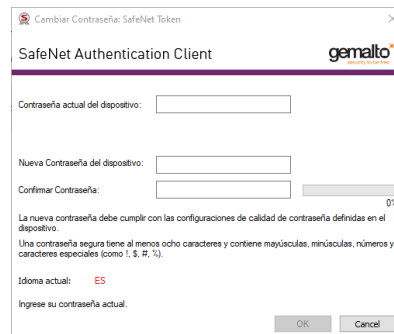 Cambiar Contraseña: SafeNet Token
SafeNet Authentication Client
gemalto
security to be free
Contraseña actual del dispositivo:
Nueva Contraseña del dispositivo:
Confirmar Contraseña:
0%
La nueva contraseña debe cumplir con las configuraciones de calidad de contraseña definidas en el
dispositivo.
Una contraseña segura tiene al menos ocho caracteres y contiene mayúsculas, minúsculas, números y
caracteres especiales (como !, $, #, %).
Idioma actual: ES
Ingrese su contraseña actual.
OK Cancel